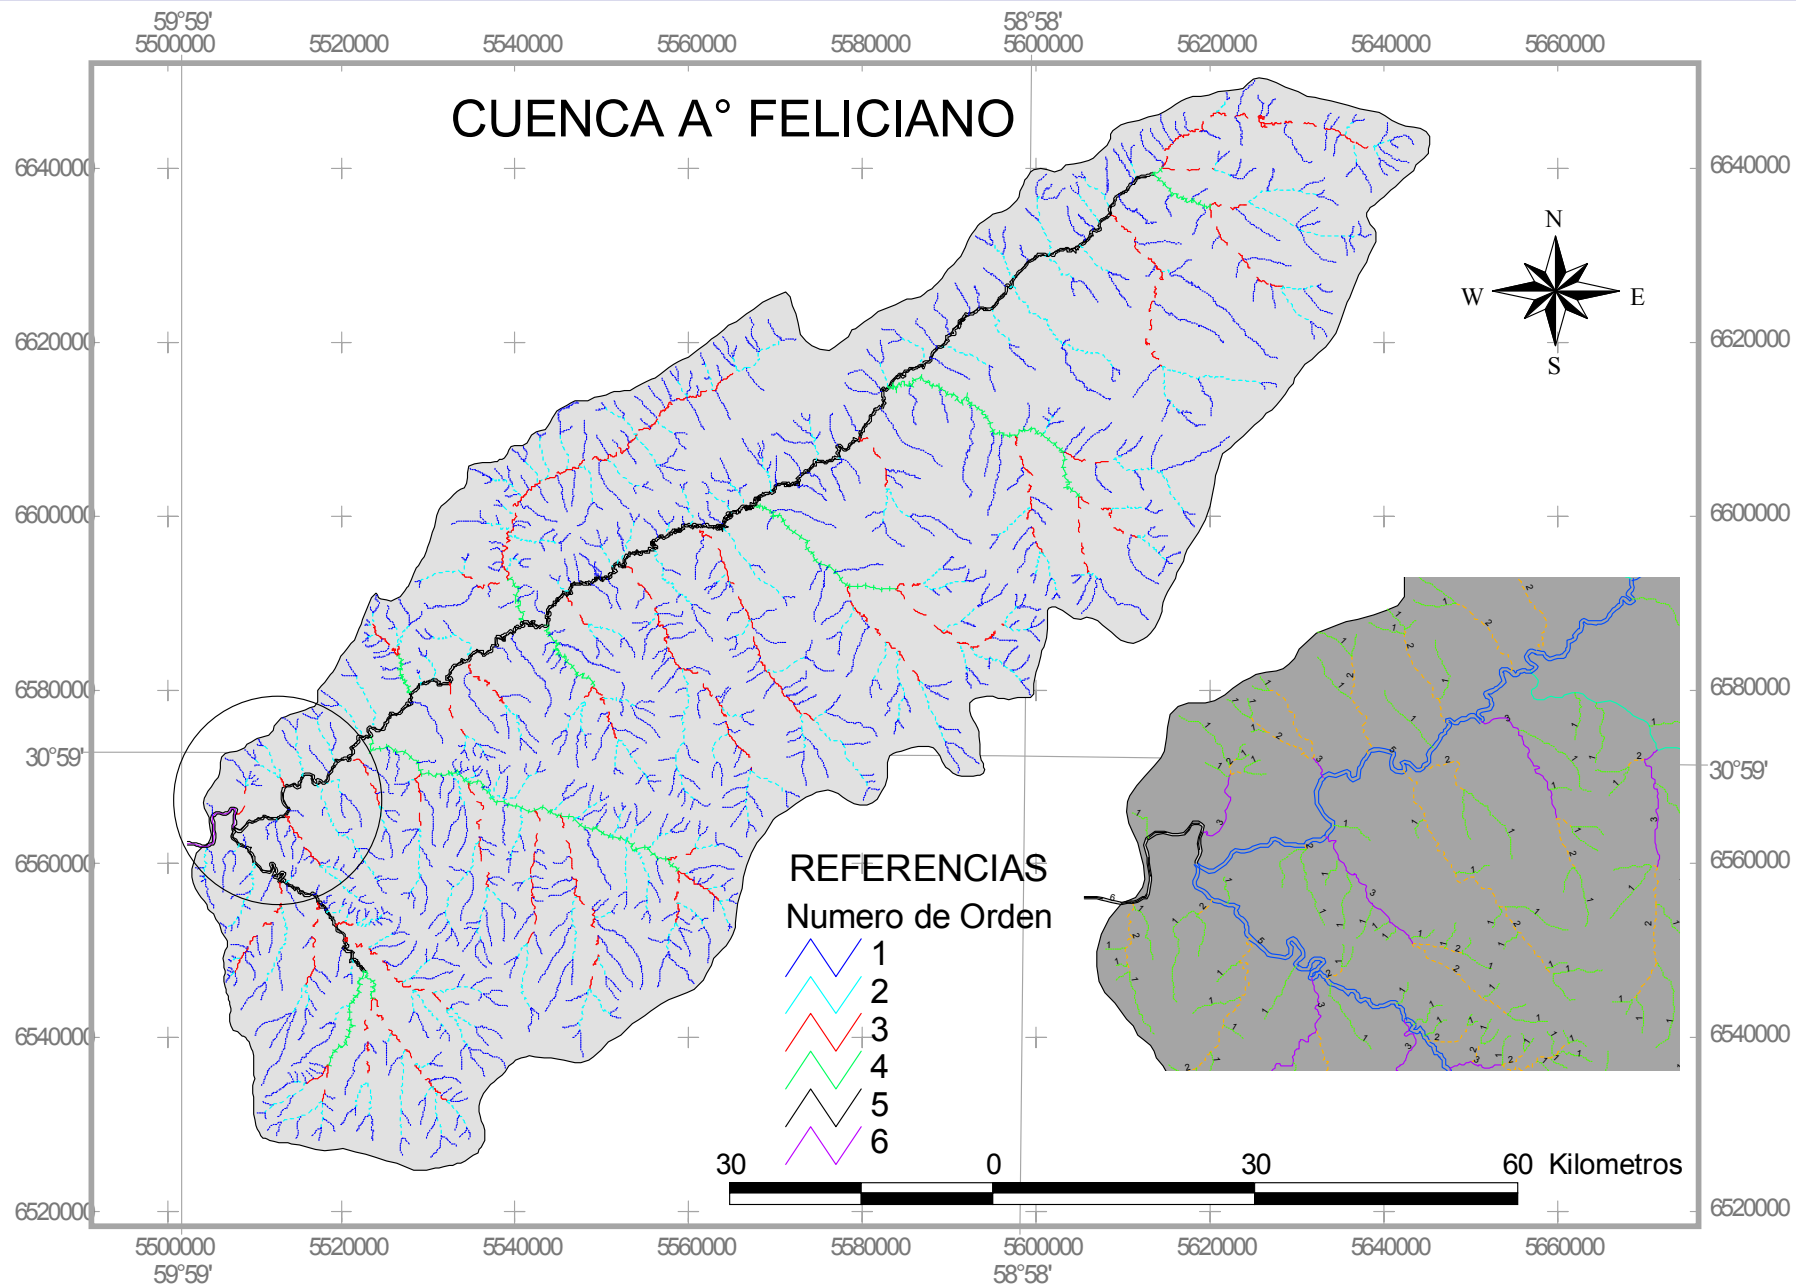 59°59' 58°58'
5500000 5520000 5540000 5560000 5580000 5600000 5620000 5640000 5660000
CUENCA A° FELICIANO
6640000 6640000
N
W E
S
6620000 6620000
6600000 6600000
6580000 6580000
30°59' 30°59'
6560000 6560000
REFERENCIAS
Numero de Orden
1
2
3
4
5
6
6540000 6540000
30 0 30 60 Kilometros
6520000 6520000
5500000 5520000 5540000 5560000 5580000 5600000 5620000 5640000 5660000
59°59' 58°58'